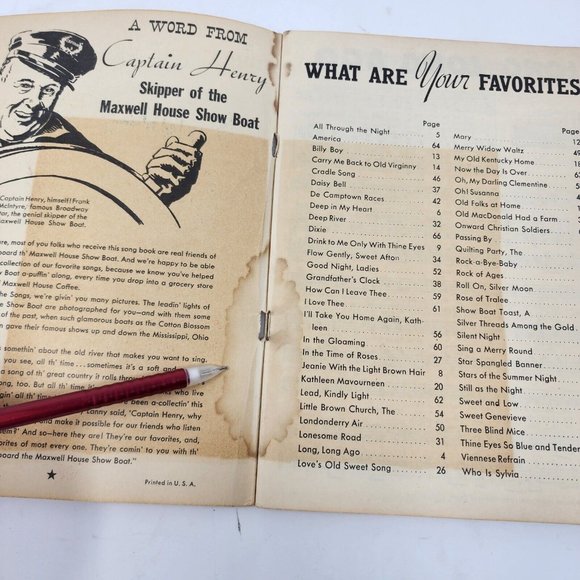 A WORD FROM
Captain Henry
Skipper of the
Maxwell House Show Boat
Captain Henry, himself! Frank
McIntyre, famous Broadway
the genial skipper of the
Maxwell House Show Boat.
most of you folks who receive this song book are real friends of
Maxwell House Show Boat. And we're happy to be able
collection of our favorite songs, because we know you've helped
Boat a-puffin' along, every time you drop into a grocery store
Maxwell House Coffee.
the Songs, we're givin' you many pictures. The leadin' lights of
Show Boat are photographed for you—and with them some
of the past, when such glamorous boats as the Cotton Blossom
gave their famous shows up and down the Mississippi, Ohio
somethin' about the old river that makes you want to sing.
you see, all th' time . . . sometimes it's a soft and
a song of th' great country it rolls through
song, too. But all th' time it's who live
all th' been a-collectin' this
Lanny said, "Captain Henry, why
and make it possible for our friends who listen
them?" And so—here they are! They're our favorites, and,
favorites of most every one. They're comin' to you with th'
aboard the Maxwell House Show Boat."
★
Printed in U. S. A.
WHAT ARE Your FAVORITES
Page
All Through the Night 5
America 64
Billy Boy 13
Carry Me Back to Old Virginny 14
Cradle Song 46
Daisy Bell 37
De Camptown Races 42
Deep in My Heart 6
Deep River 32
Dixie 66
Drink to Me Only With Thine Eyes 9
Flow Gently, Sweet Afton 34
Good Night, Ladies 52
Grandfather's Clock 38
How Can I Leave Thee 59
I Love Thee 61
I'll Take You Home Again, Kath-
leen 56
In the Gloaming 60
In the Time of Roses 27
Jeanie With the Light Brown Hair 8
Kathleen Mavourneen 20
Lead, Kindly Light 62
Little Brown Church, The 54
Londonderry Air 50
Lonesome Road 31
Long, Long Ago 4
Love's Old Sweet Song 26
Page
Mary 12
Merry Widow Waltz
My Old Kentucky Home
Now the Day is Over
Oh, My Darling Clementine
Oh! Susanna
Old Folks at Home
Old MacDonald Had a Farm
Onward Christian Soldiers
Passing By
Quilting Party, The
Rock-a-Bye-Baby
Rock of Ages
Roll On, Silver Moon
Rose of Tralee
Show Boat Toast, A
Silver Threads Among the Gold
Silent Night
Sing a Merry Round
Star Spangled Banner
Stars of the Summer Night
Still as the Night
Sweet and Low
Sweet Genevieve
Three Blind Mice
Thine Eyes So Blue and Tender
Viennese Refrain
Who Is Sylvia